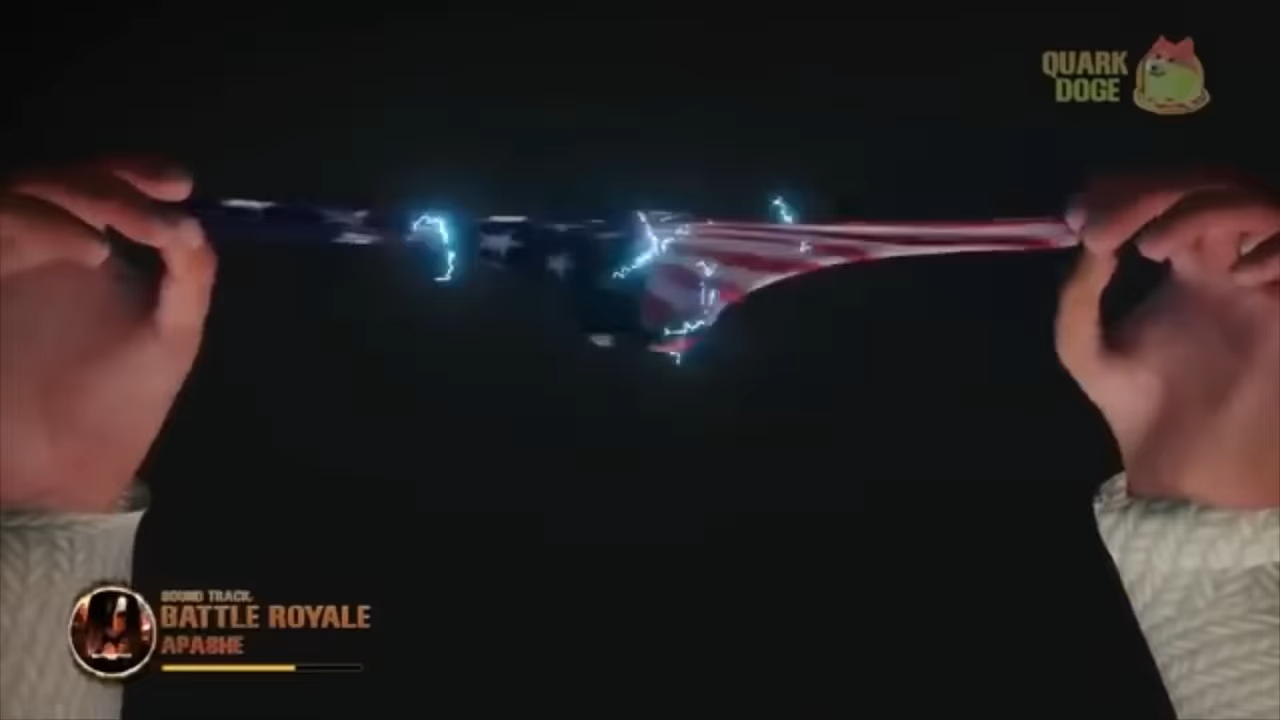 QUARK
DOGE
SOUND TRACK:
BATTLE ROYALE
APASHE